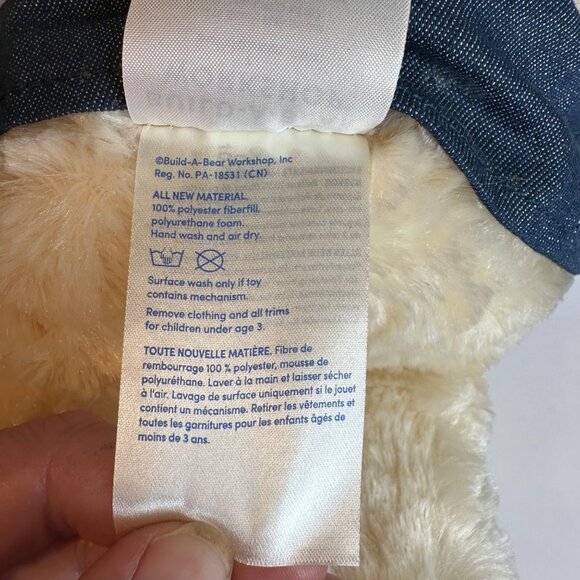 ©Build-A-Bear Workshop, Inc
Reg. No. PA-18531 (CN)
ALL NEW MATERIAL.
100% polyester fiberfill,
polyurethane foam.
Hand wash and air dry.
Surface wash only if toy
contains mechanism.
Remove clothing and all trims
for children under age 3.
TOUTE NOUVELLE MATIÈRE. Fibre de
rembourrage 100 % polyester, mousse de
polyuréthane. Laver à la main et laisser sécher
à l'air. Lavage de surface uniquement si le jouet
contient un mécanisme. Retirer les vêtements et
toutes les garnitures pour les enfants âgés de
moins de 3 ans.